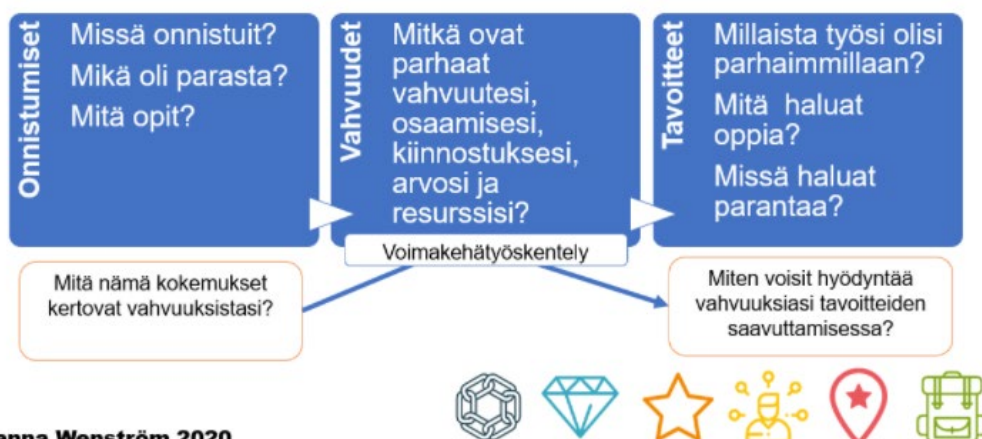 Onnistumiset
Missä onnistuit?
Mikä oli parasta?
Mitä opit?
Vahvuudet
Mitkä ovat
parhaat
vahvuutesi,
osaamisesi,
kiinnostuksesi,
arvosi ja
resurssisi?
Tavoitteet
Millaista työsi olisi
parhaimmillaan?
Mitä haluat
oppia?
Missä haluat
parantaa?
Voimakehätyöskentely
Mitä nämä kokemukset
kertovat vahvuuksistasi?
Miten voisit hyödyntää
vahvuuksiasi tavoitteiden
saavuttamisessa?
Wenström 2020